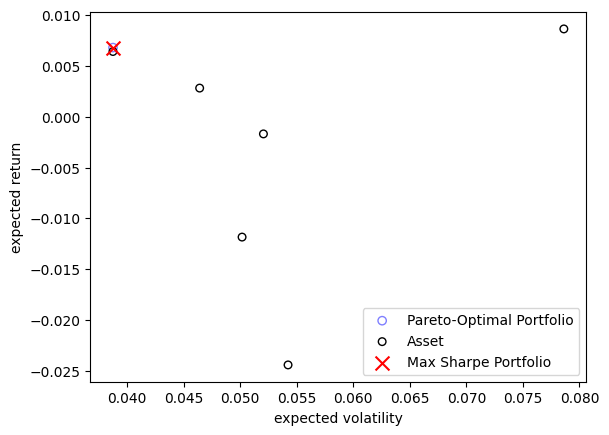 0.010
0.005
0.000
−0.005
−0.010
−0.015
−0.020
−0.025
expected return
Pareto-Optimal Portfolio
Asset
Max Sharpe Portfolio
0.040 0.045 0.050 0.055 0.060 0.065 0.070 0.075 0.080
expected volatility